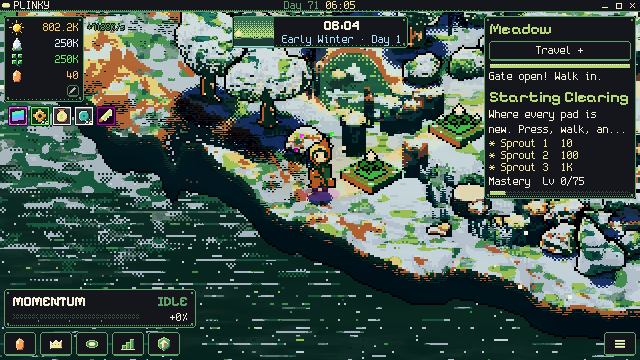 PLINKY
Day 71 06:05
802.2K
250K
250K
40
06:04
Early Winter · Day 1
Meadow
Travel +
Gate open! Walk in.
Starting Clearing
Where every pad is
new. Press, walk, an...
* Sprout 1 10
* Sprout 2 100
* Sprout 3 1K
Mastery Lv 0/75
MOMENTUM IDLE
+0%